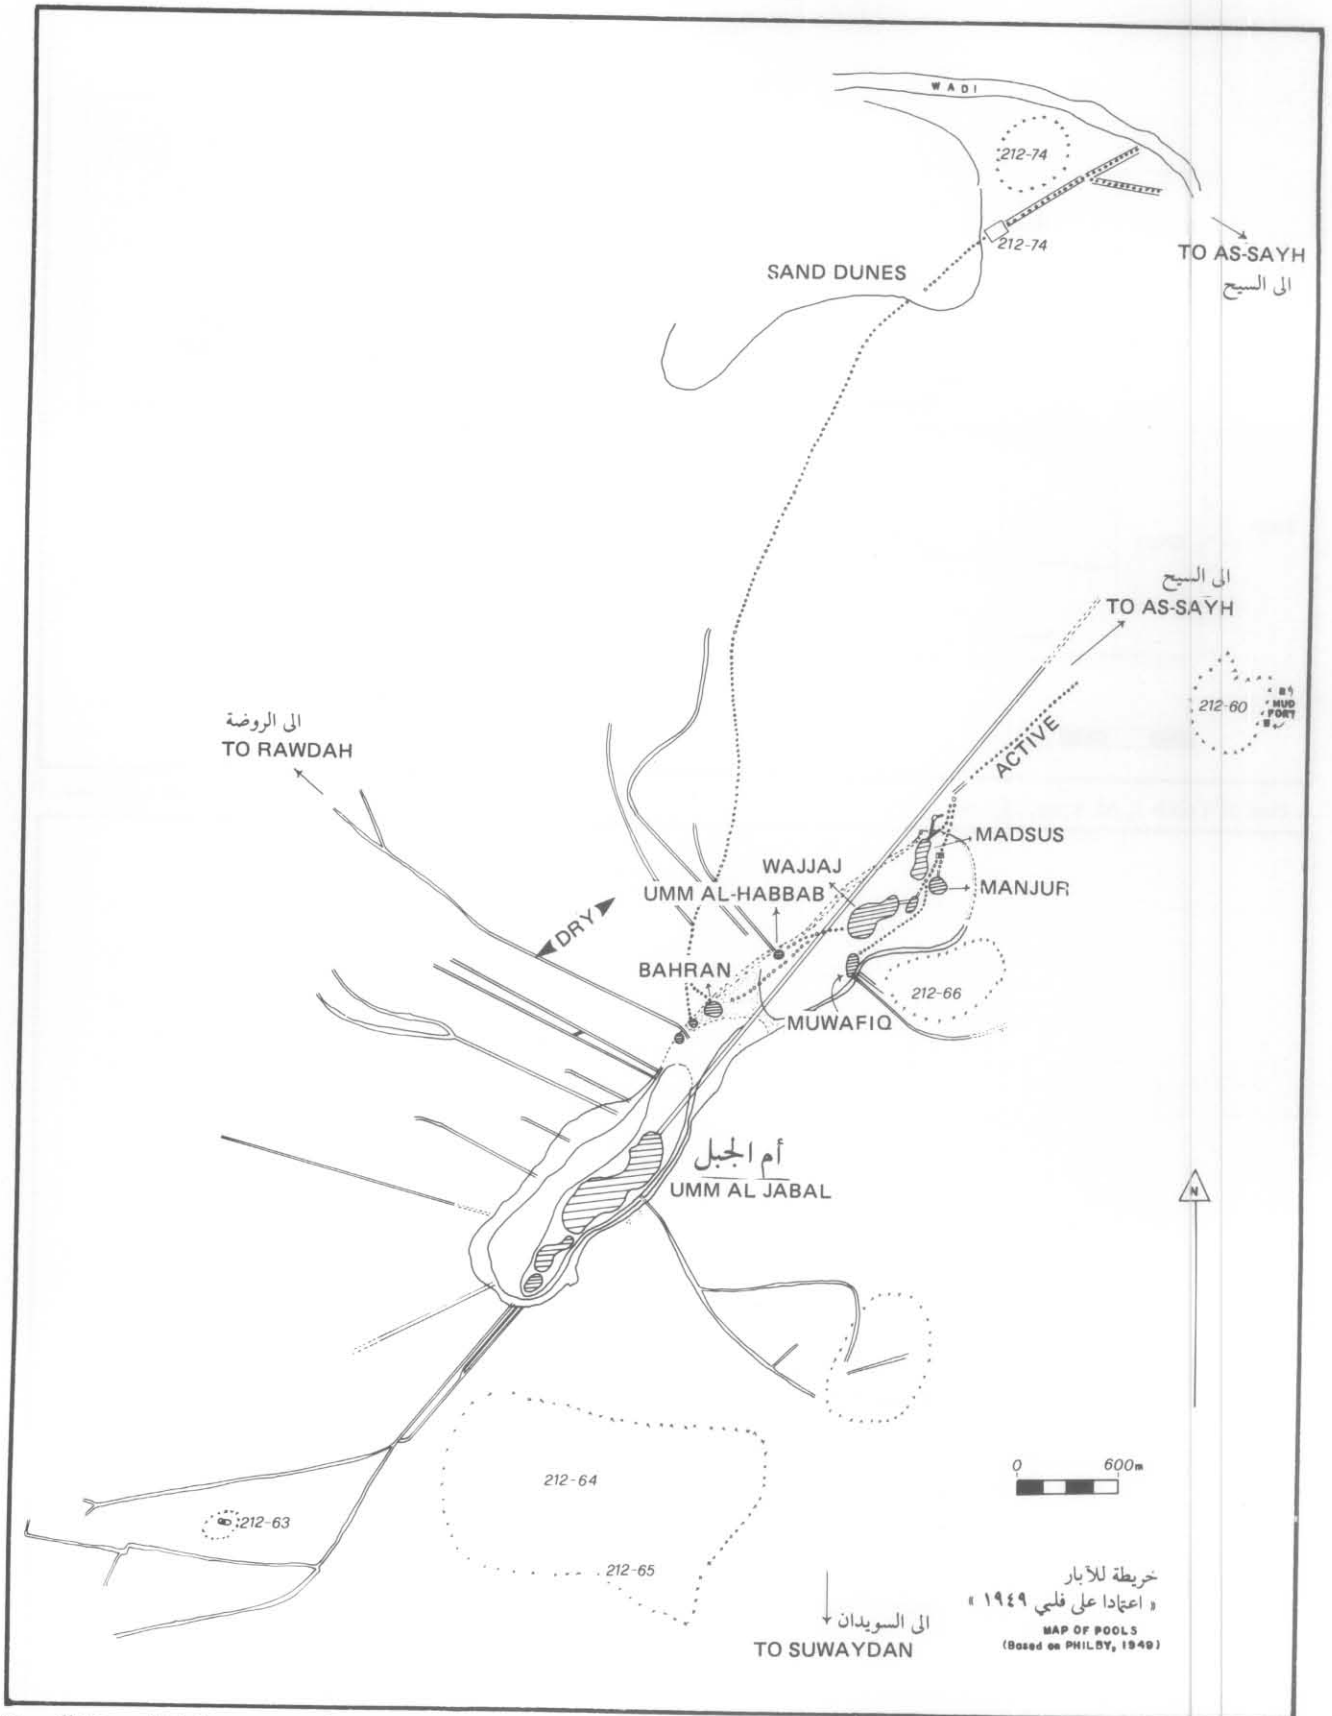 WADI
212-74
212-74
TO AS-SAYH
الى السيح
SAND DUNES
الى السيح
TO AS-SAYH
212-60
MUD
FORT
الى الروضة
TO RAWDAH
ACTIVE
MADSUS
WAJJAJ
MANJUR
UMM AL-HABBAB
DRY
BAHRAN
212-66
MUWAFIQ
أم الجبل
UMM AL JABAL
N
212-64
0 600m
212-63
212-65
خريطة للآبار
« اعتمادا على فلبي ١٩٤٩ »
MAP OF POOLS
(Based on PHILBY, 1949)
الى السويدان
TO SUWAYDAN